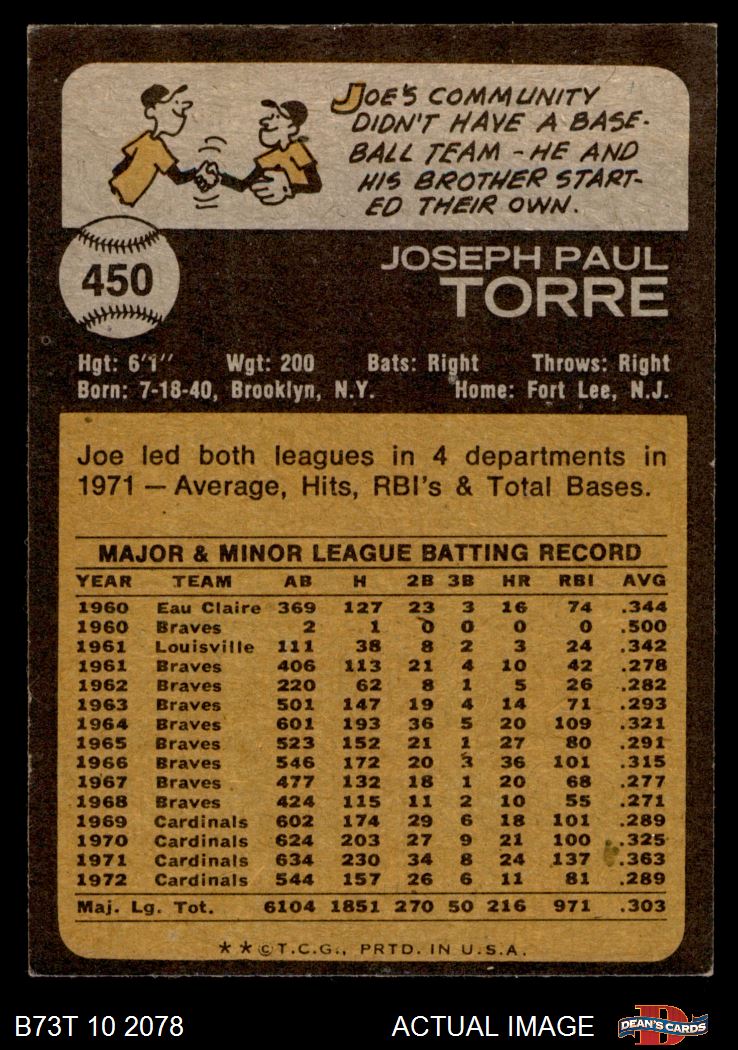 JOE'S COMMUNITY
DIDN'T HAVE A BASE-
BALL TEAM - HE AND
HIS BROTHER START-
ED THEIR OWN.
450
JOSEPH PAUL
TORRE
Hgt: 6'1" Wgt: 200 Bats: Right Throws: Right
Born: 7-18-40, Brooklyn, N.Y. Home: Fort Lee, N.J.
Joe led both leagues in 4 departments in
1971 — Average, Hits, RBI's & Total Bases.
MAJOR & MINOR LEAGUE BATTING RECORD
YEAR TEAM AB H 2B 3B HR RBI AVG
1960 Eau Claire 369 127 23 3 16 74 .344
1960 Braves 2 1 0 0 0 0 .500
1961 Louisville 111 38 8 2 3 24 .342
1961 Braves 406 113 21 4 10 42 .278
1962 Braves 220 62 8 1 5 26 .282
1963 Braves 501 147 19 4 14 71 .293
1964 Braves 601 193 36 5 20 109 .321
1965 Braves 523 152 21 1 27 80 .291
1966 Braves 546 172 20 3 36 101 .315
1967 Braves 477 132 18 1 20 68 .277
1968 Braves 424 115 11 2 10 55 .271
1969 Cardinals 602 174 29 6 18 101 .289
1970 Cardinals 624 203 27 9 21 100 .325
1971 Cardinals 634 230 34 8 24 137 .363
1972 Cardinals 544 157 26 6 11 81 .289
Maj. Lg. Tot. 6104 1851 270 50 216 971 .303
**©T.C.G., PRTD. IN U.S.A.
B73T 10 2078 ACTUAL IMAGE
D
DEAN'S CARDS